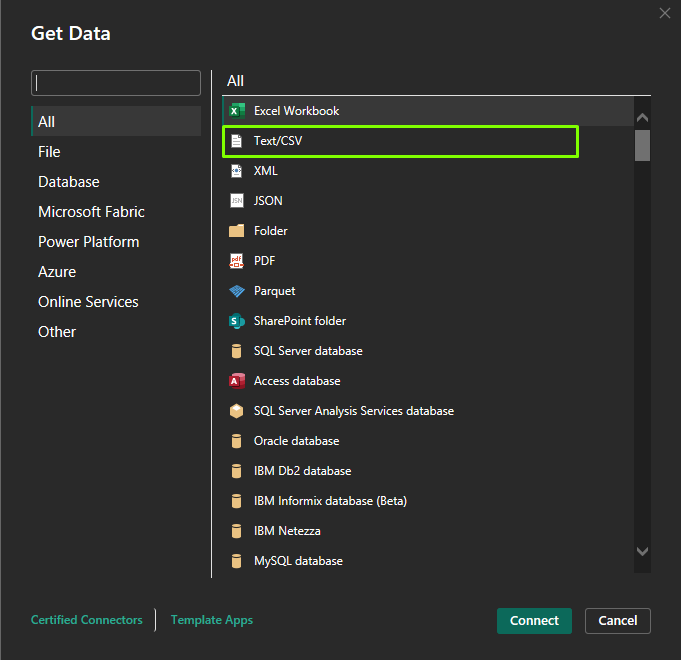 Get Data
All
File
Database
Microsoft Fabric
Power Platform
Azure
Online Services
Other
All
Excel Workbook
Text/CSV
XML
JSON
Folder
PDF
Parquet
SharePoint folder
SQL Server database
Access database
SQL Server Analysis Services database
Oracle database
IBM Db2 database
IBM Informix database (Beta)
IBM Netezza
MySQL database
Certified Connectors
Template Apps
Connect
Cancel